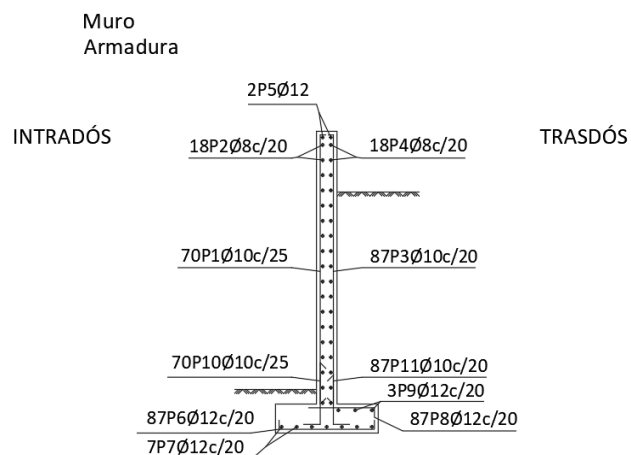 Muro
Armadura
2P5Ø12
INTRADÓS
TRASDÓS
18P2Ø8c/20
18P4Ø8c/20
70P1Ø10c/25
87P3Ø10c/20
70P10Ø10c/25
87P11Ø10c/20
3P9Ø12c/20
87P6Ø12c/20
87P8Ø12c/20
7P7Ø12c/20